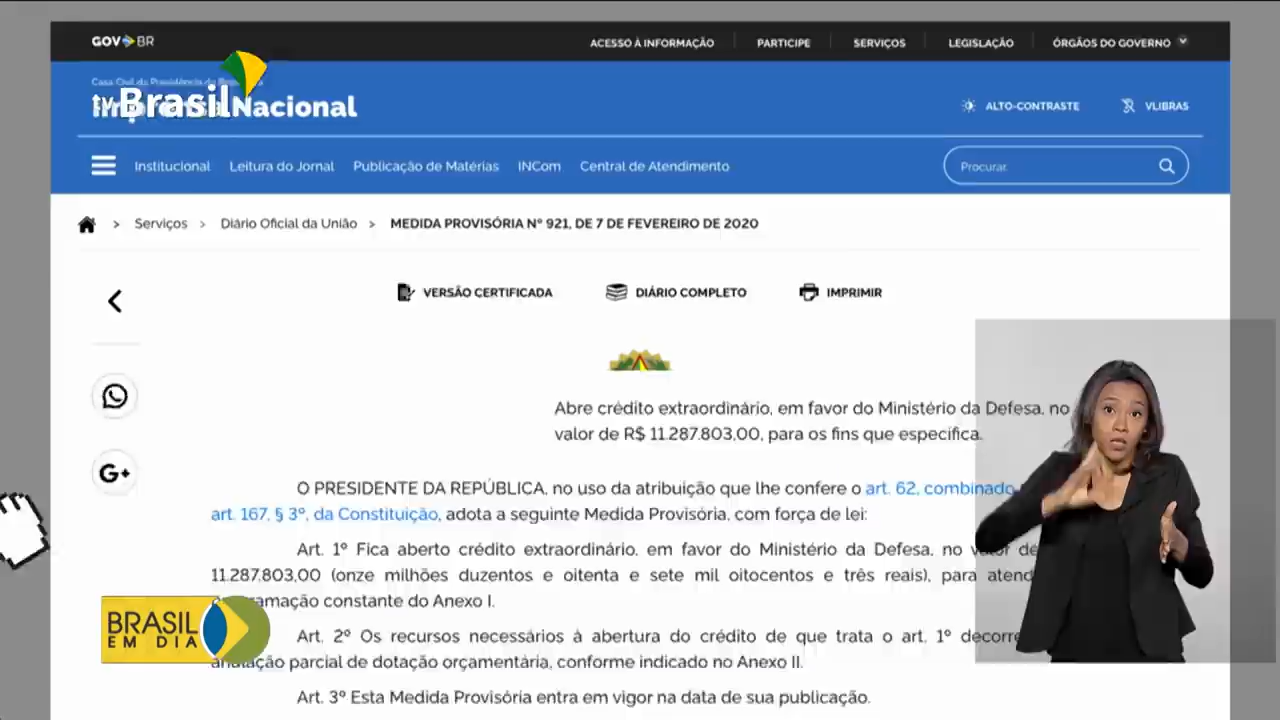 GOV BR
ACESSO À INFORMAÇÃO PARTICIPE SERVIÇOS LEGISLAÇÃO ÓRGÃOS DO GOVERNO
Casa Civil da Presidência da
tv Brasil
Nacional
ALTO-CONTRASTE VLIBRAS
Institucional Leitura do Jornal Publicação de Matérias INCom Central de Atendimento
Procurar
> Serviços > Diário Oficial da União > MEDIDA PROVISÓRIA Nº 921, DE 7 DE FEVEREIRO DE 2020
VERSÃO CERTIFICADA DIÁRIO COMPLETO IMPRIMIR
Abre crédito extraordinário, em favor do Ministério da Defesa, no
valor de R$ 11.287.803,00, para os fins que especifica.
O PRESIDENTE DA REPÚBLICA, no uso da atribuição que lhe confere o art. 62, combinado
art. 167, § 3º, da Constituição, adota a seguinte Medida Provisória, com força de lei:
Art. 1º Fica aberto crédito extraordinário, em favor do Ministério da Defesa, no valor de
11.287.803,00 (onze milhões duzentos e oitenta e sete mil oitocentos e três reais), para
constante do Anexo I.
Art. 2º Os recursos necessários à abertura do crédito de que trata o art. 1º
anulação parcial de dotação orçamentária, conforme indicado no Anexo II.
Art. 3º Esta Medida Provisória entra em vigor na data de sua publicação.
G+
BRASIL
EM DIA